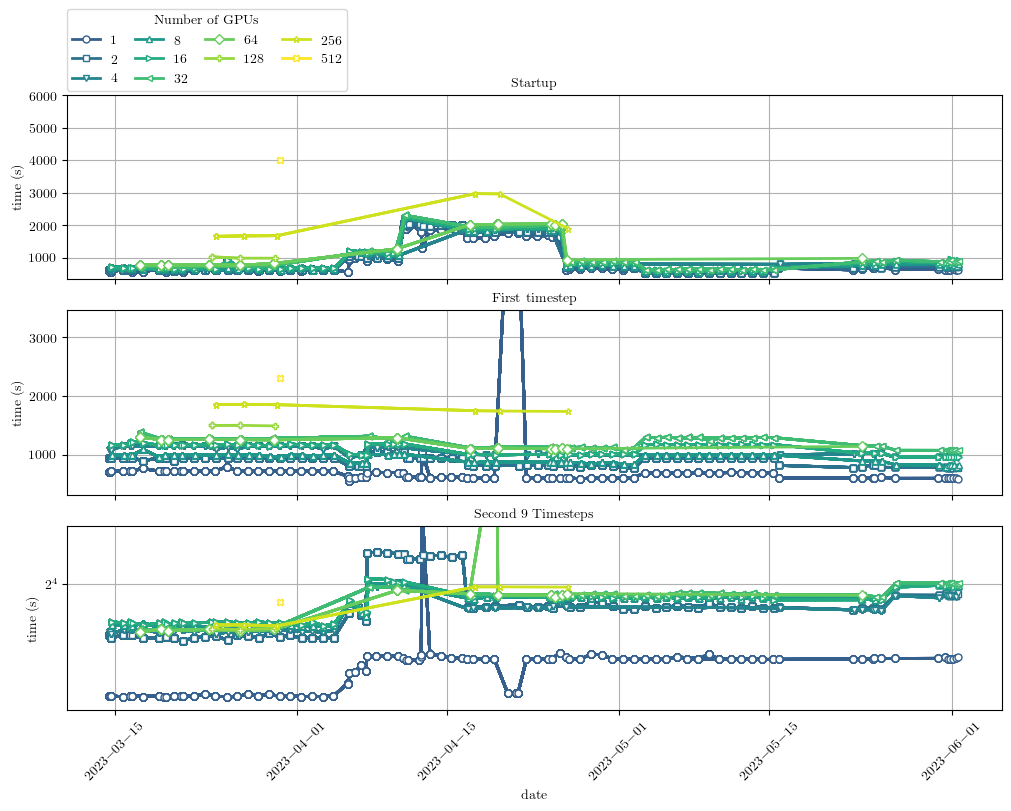 Number of GPUs
1 8 64 256
2 16 128 512
4 32
Startup
6000
5000
4000
3000
2000
1000
time (s)
First timestep
3000
2000
1000
time (s)
Second 9 Timesteps
2⁴
time (s)
2023−03−15 2023−04−01 2023−04−15 2023−05−01 2023−05−15 2023−06−01
date